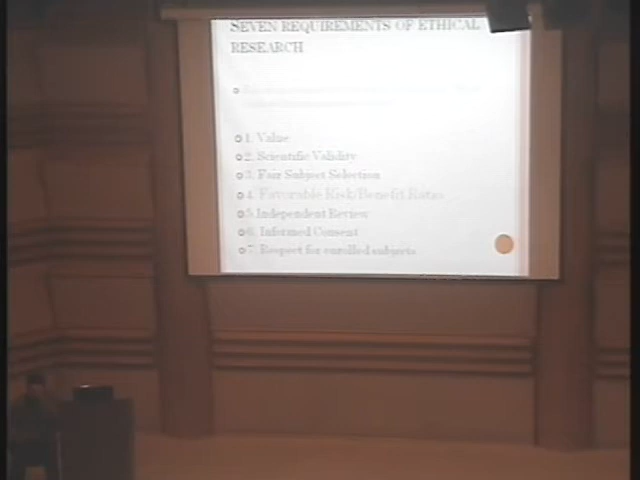 SEVEN REQUIREMENTS OF ETHICAL
RESEARCH
1. Value
2. Scientific Validity
3. Fair Subject Selection
4. Favorable Risk/Benefit Ratio
5.Independent Review
6. Informed Consent
7. Respect for enrolled subjects